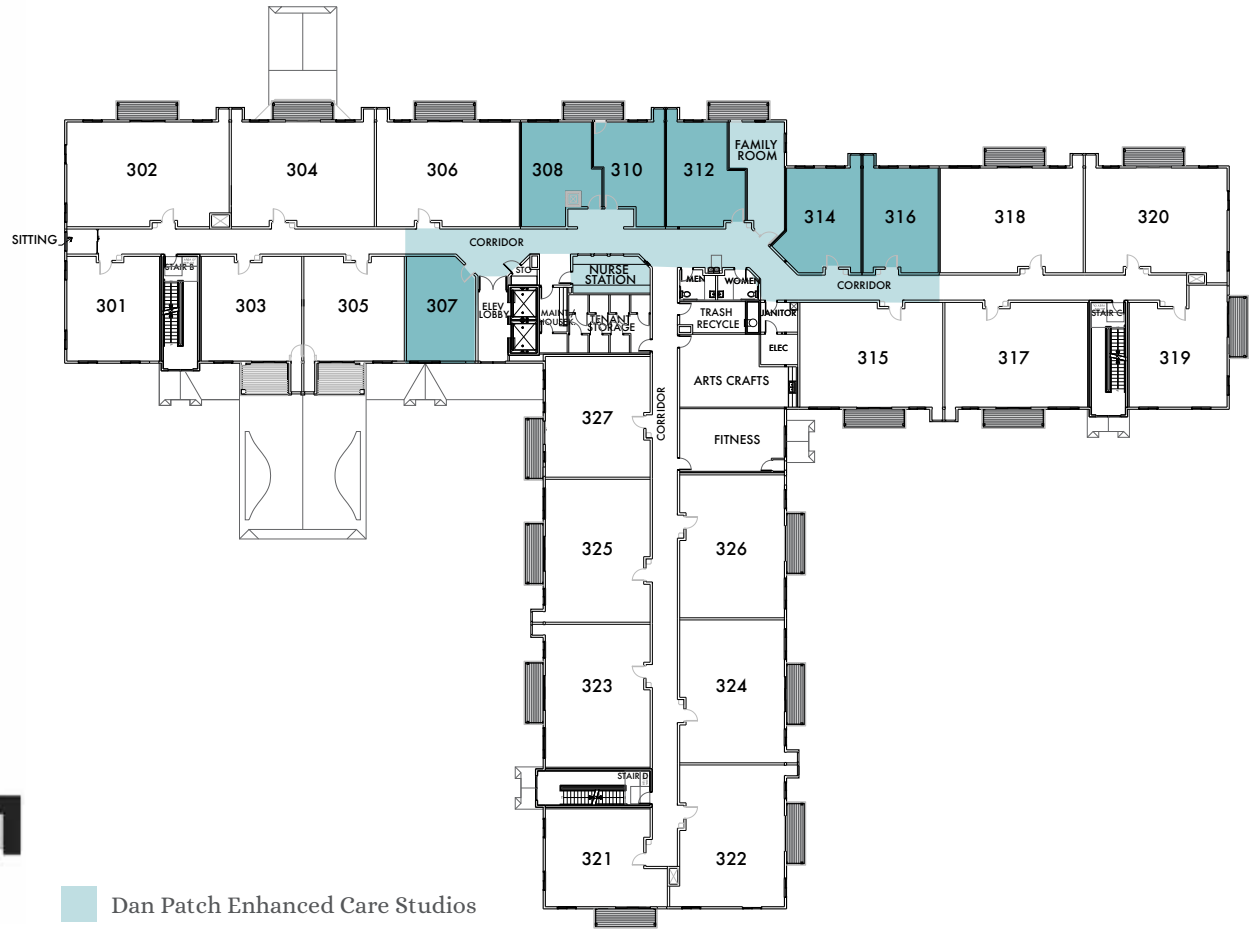 302
304
306
308
310
312
FAMILY
ROOM
314
316
318
320
SITTING
CORRIDOR
301
STAIR B
303
305
307
ELEV
LOBBY
STO
NURSE
STATION
TENANT
STORAGE
MEN
WOMEN
TRASH
RECYCLE
JANITOR
ELEC
CORRIDOR
315
317
STAIR C
319
ARTS CRAFTS
FITNESS
CORRIDOR
327
325
326
323
324
STAIR D
321
322
Dan Patch Enhanced Care Studios